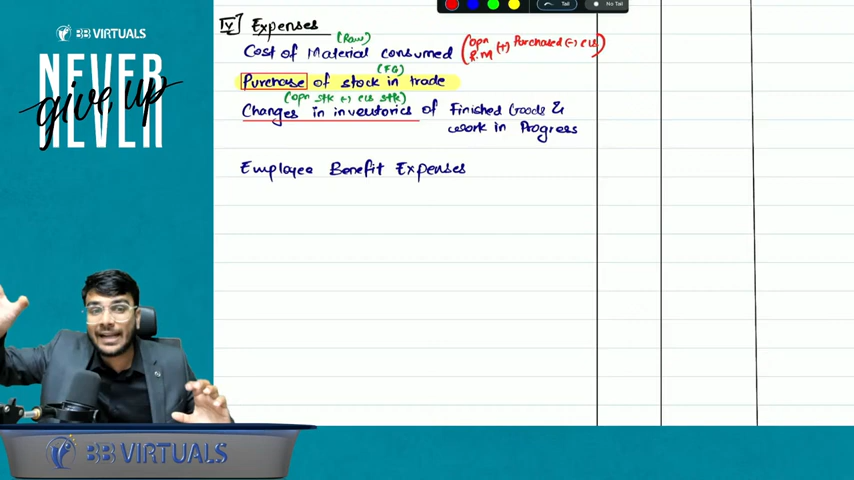 Tail
No Tail
BB VIRTUALS
NEVER
give up
NEVER
IV Expenses
(Raw)
Cost of Material consumed (opn R.M (+) Purchased (-) cls)
(FG)
Purchase of stock in trade
(opn stk (-) cls stk)
Changes in inventories of Finished Goods &
work in Progress
Employee Benefit Expenses
BB VIRTUALS